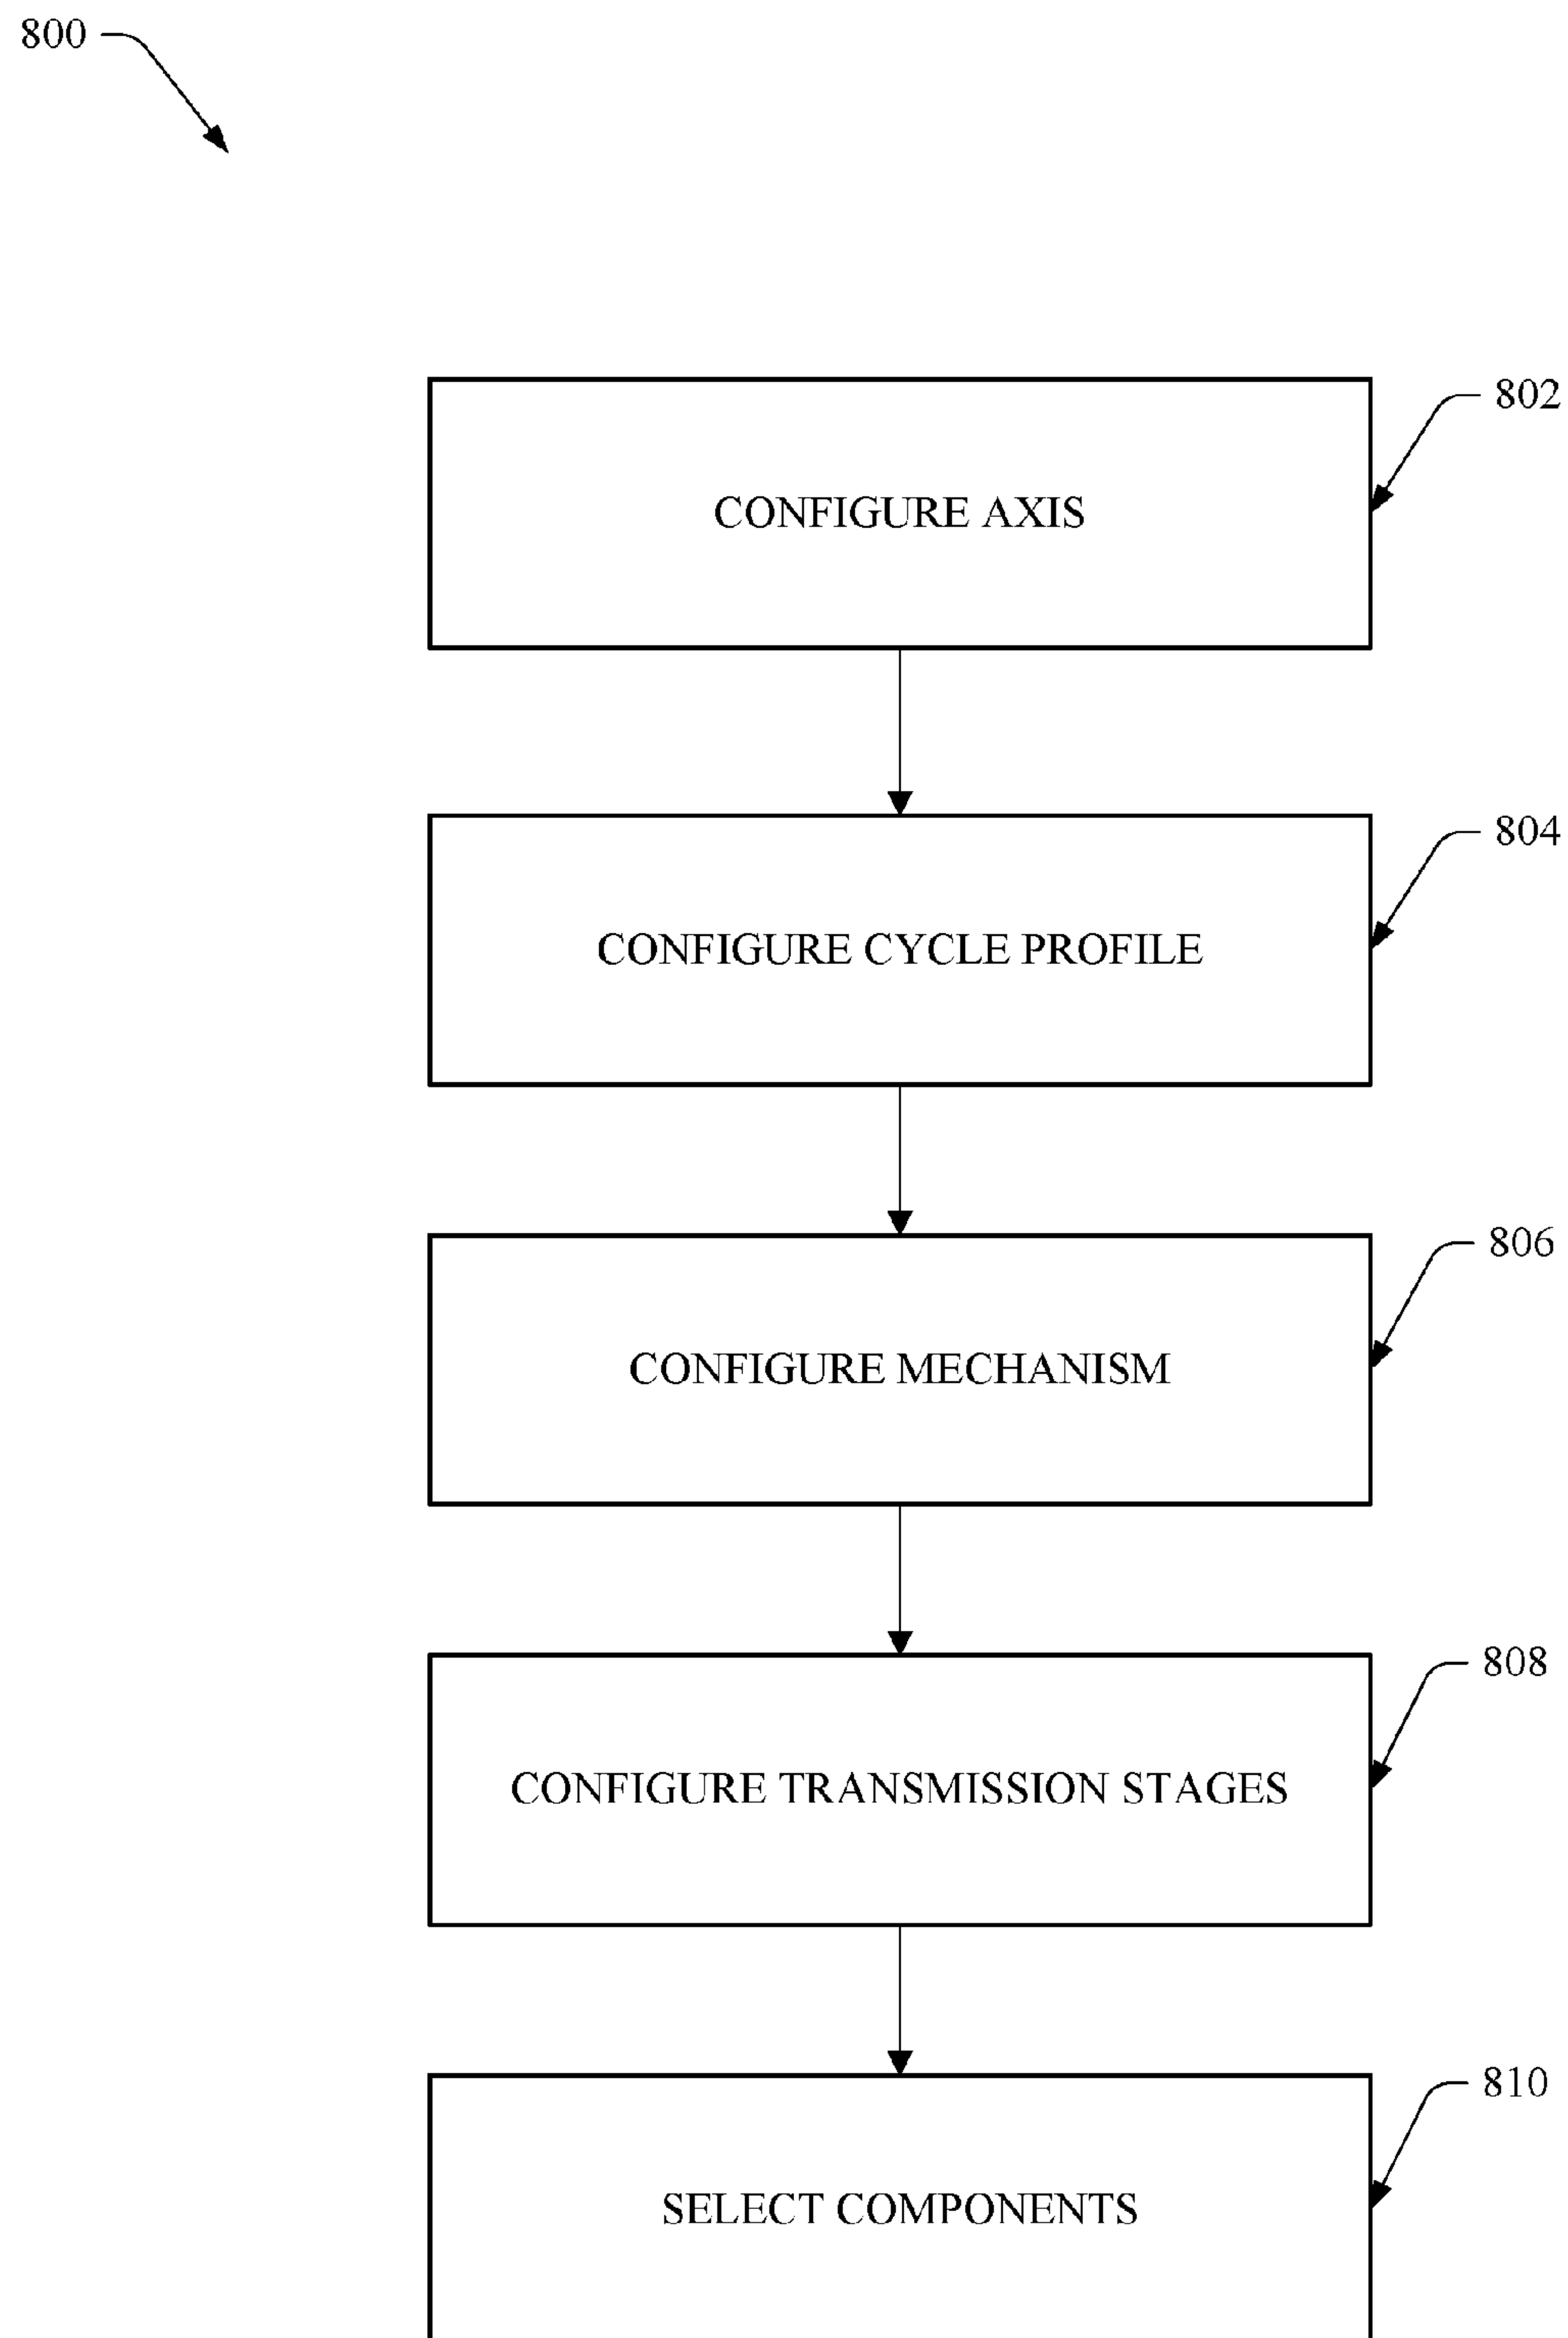 800
802
CONFIGURE AXIS
804
CONFIGURE CYCLE PROFILE
806
CONFIGURE MECHANISM
808
CONFIGURE TRANSMISSION STAGES
810
SELECT COMPONENTS